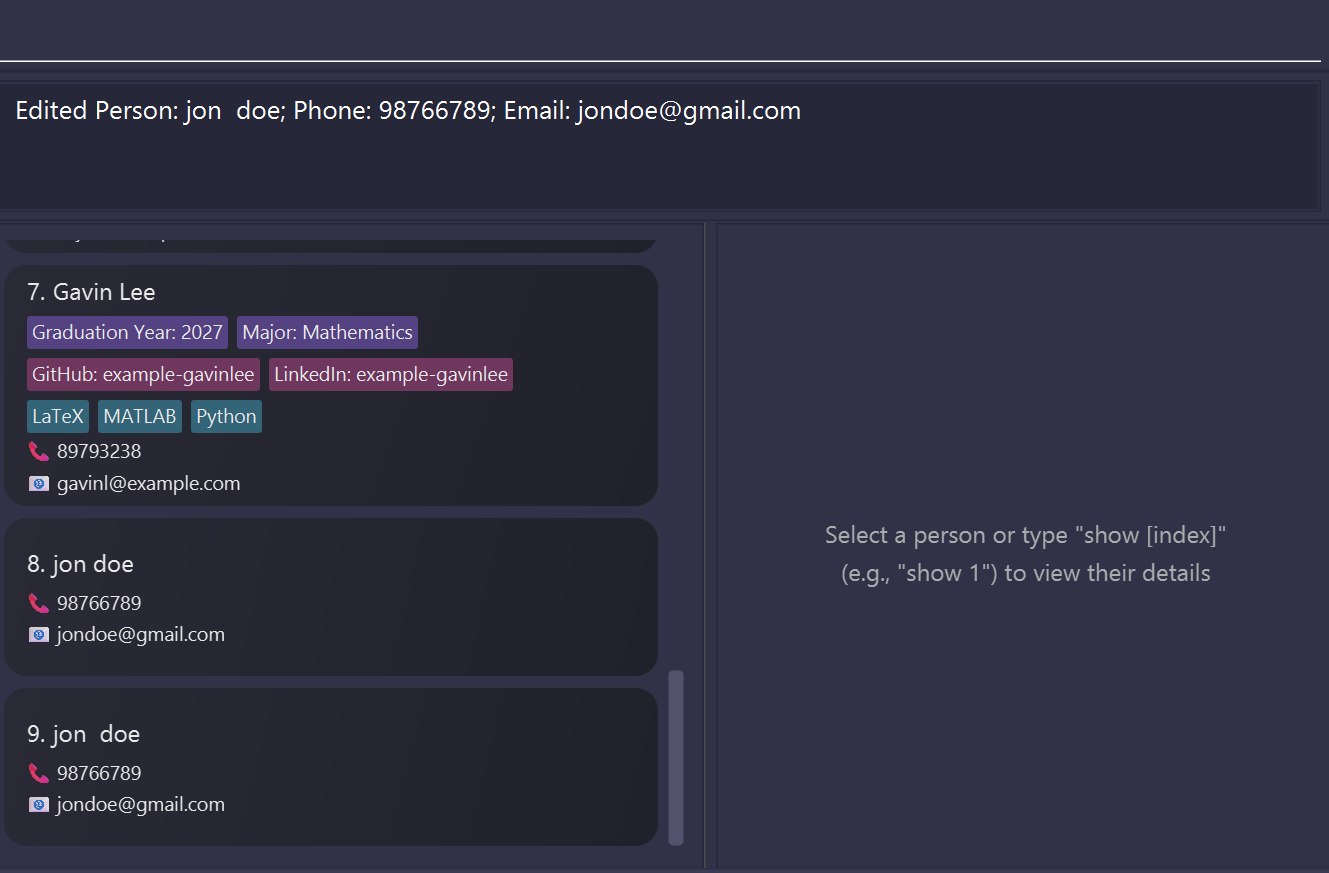 Edited Person: jon  doe; Phone: 98766789; Email: jondoe@gmail.com
7. Gavin Lee
Graduation Year: 2027 Major: Mathematics
GitHub: example-gavinlee LinkedIn: example-gavinlee
LaTeX MATLAB Python
89793238
gavinl@example.com
8. jon doe
98766789
jondoe@gmail.com
9. jon  doe
98766789
jondoe@gmail.com
Select a person or type "show [index]"
(e.g., "show 1") to view their details